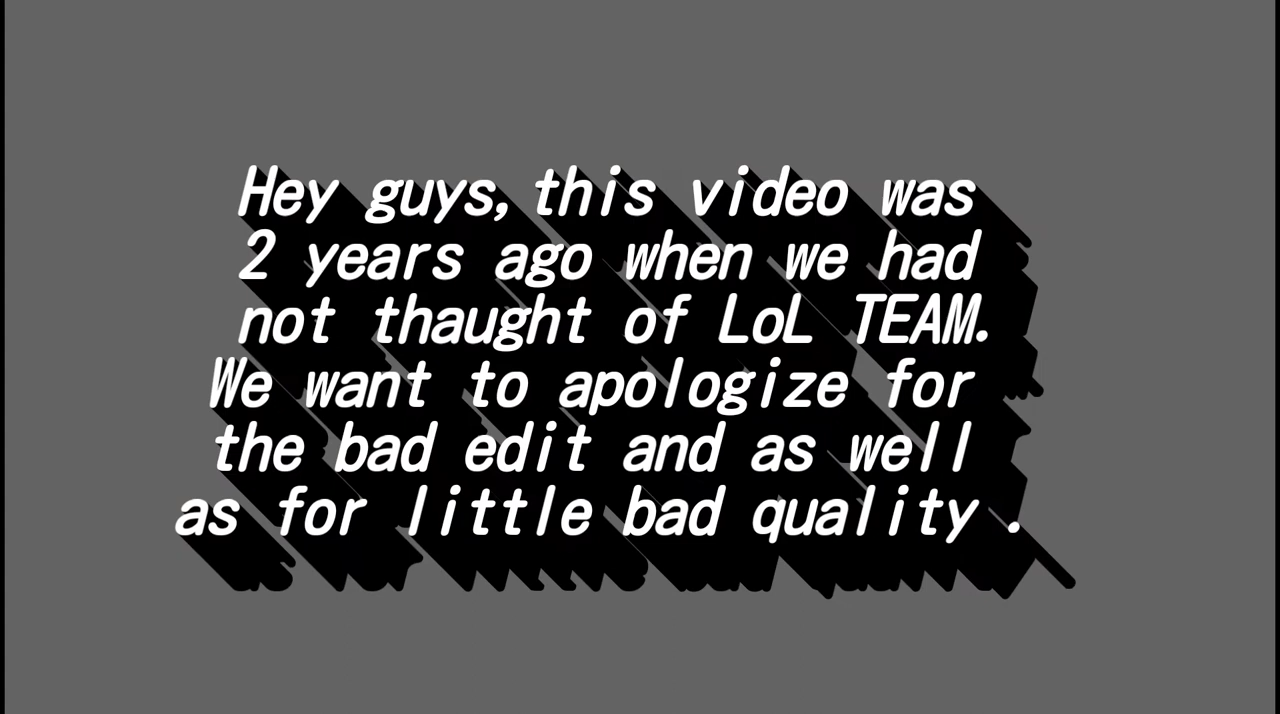 Hey guys, this video was
2 years ago when we had
not thaught of LoL TEAM.
We want to apologize for
the bad edit and as well
as for little bad quality .